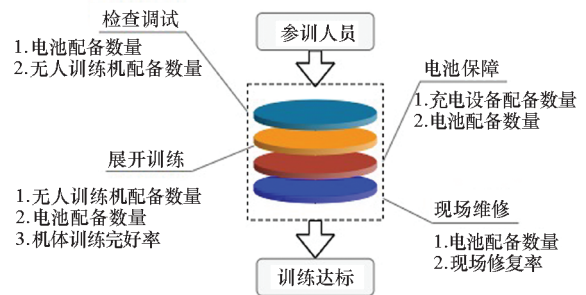 检查调试
1.电池配备数量
2.无人训练机配备数量
参训人员
电池保障
1.充电设备配备数量
2.电池配备数量
展开训练
1.无人训练机配备数量
2.电池配备数量
3.机体训练完好率
现场维修
1.电池配备数量
2.现场修复率
训练达标